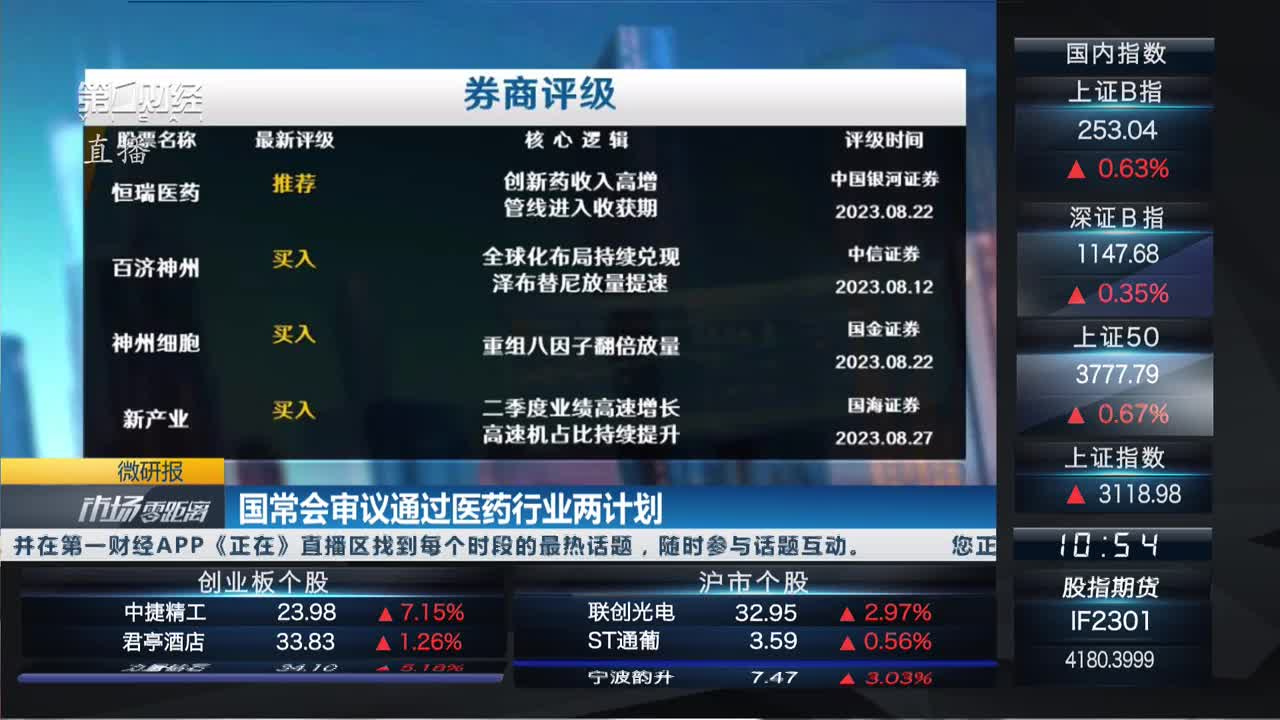 第一财经
直播
券商评级
股票名称 最新评级 核心逻辑 评级时间
恒瑞医药 推荐 创新药收入高增 中国银河证券
管线进入收获期 2023.08.22
百济神州 买入 全球化布局持续兑现 中信证券
泽布替尼放量提速 2023.08.12
神州细胞 买入 重组八因子翻倍放量 国金证券
2023.08.22
新产业 买入 二季度业绩高速增长 国海证券
高速机占比持续提升 2023.08.27
微研报
市场零距离
国常会审议通过医药行业两计划
并在第一财经APP《正在》直播区找到每个时段的最热话题，随时参与话题互动。 您正
创业板个股
中捷精工 23.98 ▲7.15%
君亭酒店 33.83 ▲1.26%
34.10 ▲5.18%
沪市个股
联创光电 32.95 ▲2.97%
ST通葡 3.59 ▲0.56%
宁波韵升 7.47 ▲3.03%
国内指数
上证B指
253.04
▲ 0.63%
深证B指
1147.68
▲ 0.35%
上证50
3777.79
▲ 0.67%
上证指数
▲ 3118.98
10:54
股指期货
IF2301
4180.3999